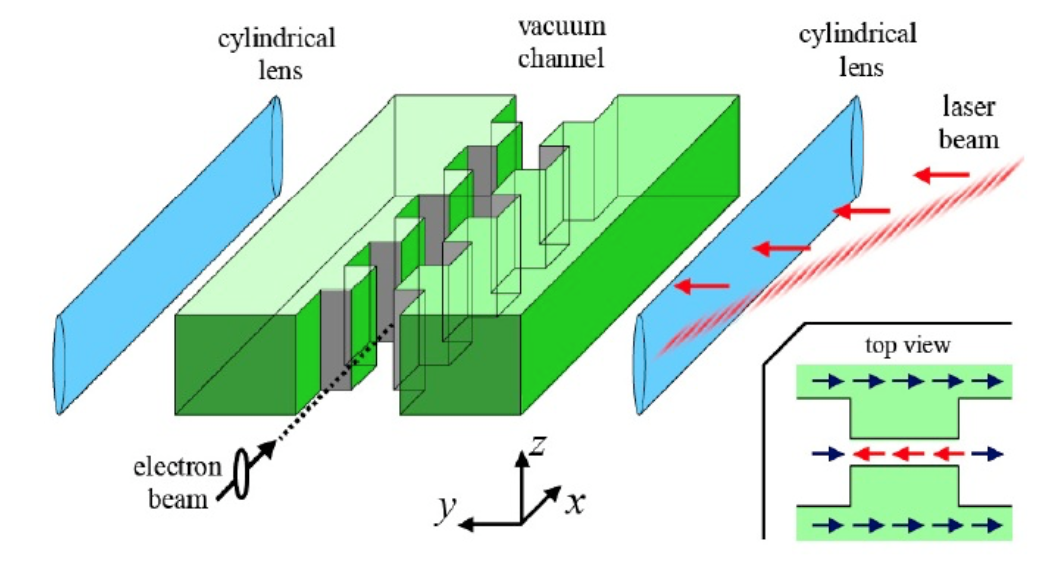 cylindrical
lens
vacuum
channel
cylindrical
lens
laser
beam
electron
beam
z
x
y
top view